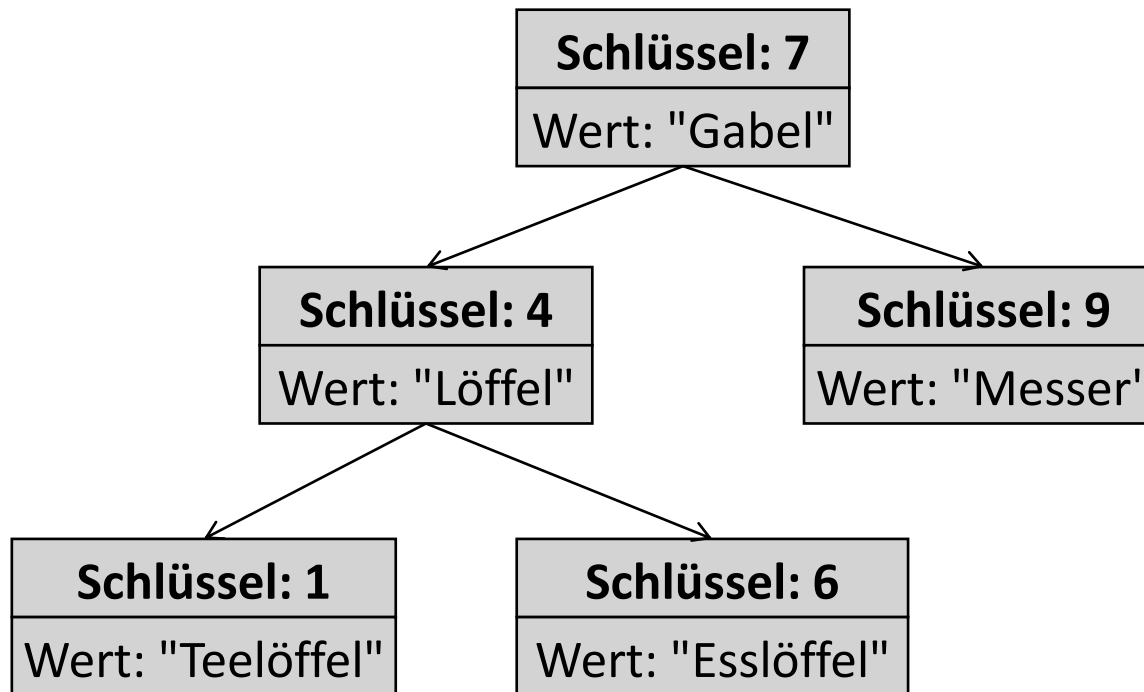 Schlüssel: 7
Wert: "Gabel"
Schlüssel: 4
Wert: "Löffel"
Schlüssel: 9
Wert: "Messer"
Schlüssel: 1
Wert: "Teelöffel"
Schlüssel: 6
Wert: "Esslöffel"